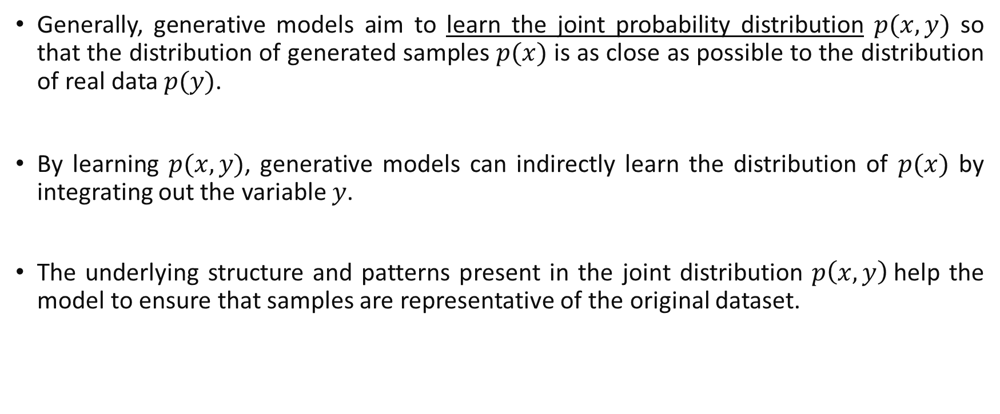 • Generally, generative models aim to learn the joint probability distribution p(x, y) so
that the distribution of generated samples p(x) is as close as possible to the distribution
of real data p(y).
• By learning p(x, y), generative models can indirectly learn the distribution of p(x) by
integrating out the variable y.
• The underlying structure and patterns present in the joint distribution p(x, y) help the
model to ensure that samples are representative of the original dataset.